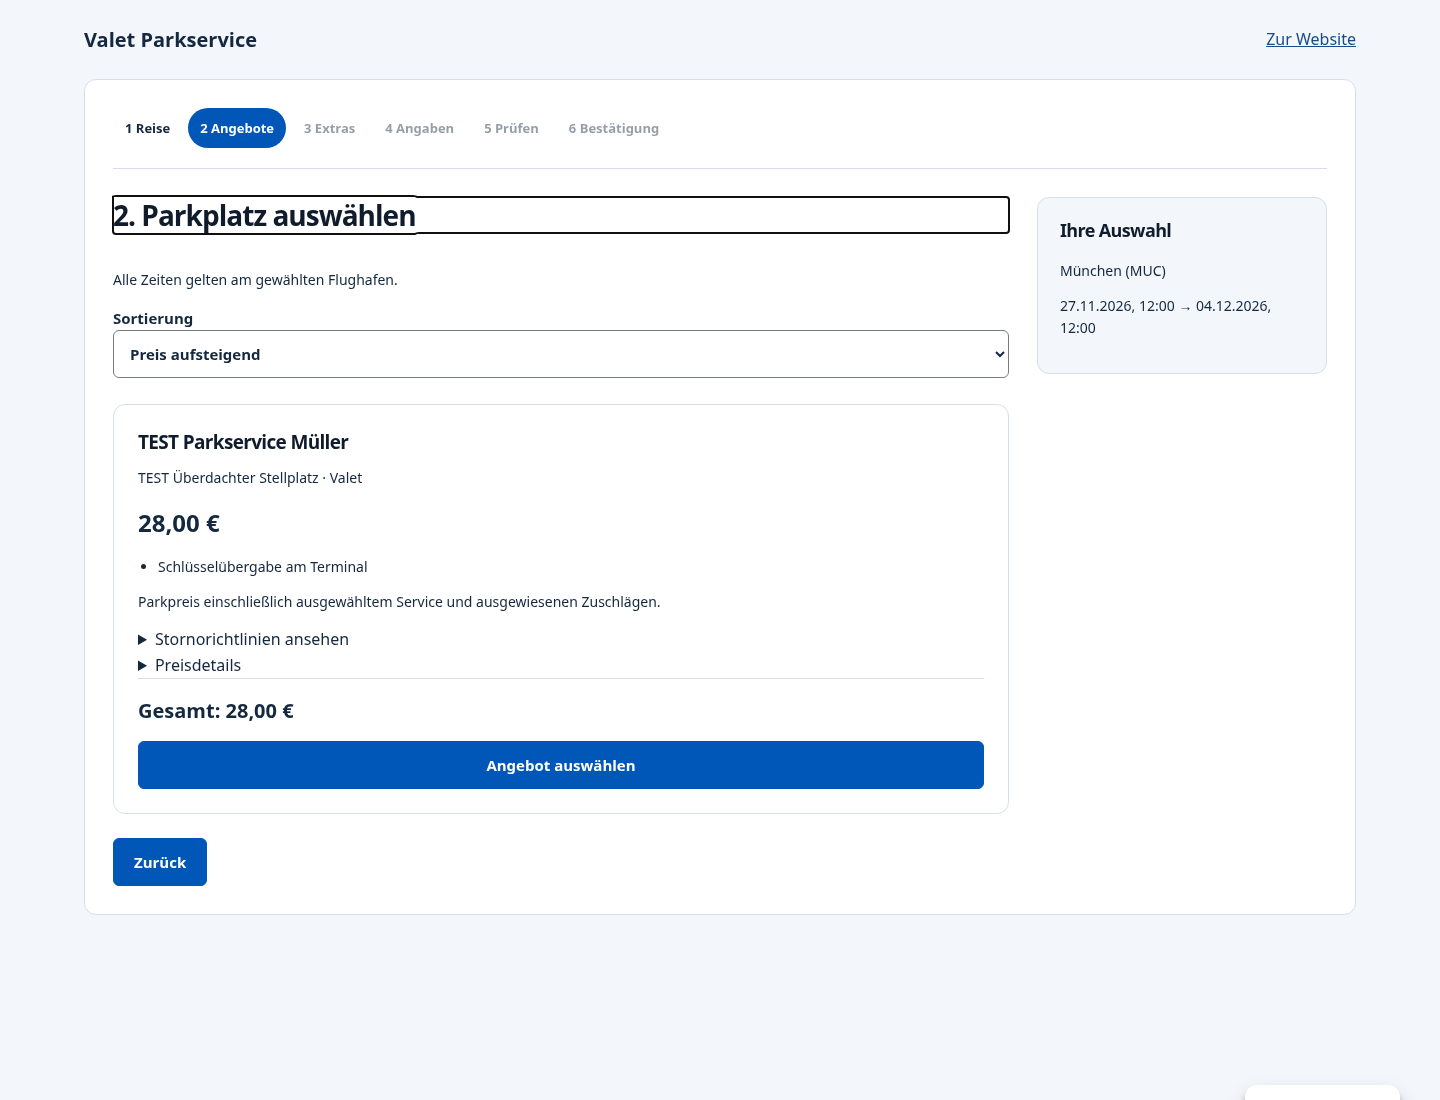 Valet Parkservice
Zur Website
1 Reise
2 Angebote
3 Extras
4 Angaben
5 Prüfen
6 Bestätigung
2. Parkplatz auswählen
Alle Zeiten gelten am gewählten Flughafen.
Sortierung
Preis aufsteigend
TEST Parkservice Müller
TEST Überdachter Stellplatz · Valet
28,00 €
Schlüsselübergabe am Terminal
Parkpreis einschließlich ausgewähltem Service und ausgewiesenen Zuschlägen.
Stornorichtlinien ansehen
Preisdetails
Gesamt: 28,00 €
Angebot auswählen
Zurück
Ihre Auswahl
München (MUC)
27.11.2026, 12:00 → 04.12.2026,
12:00